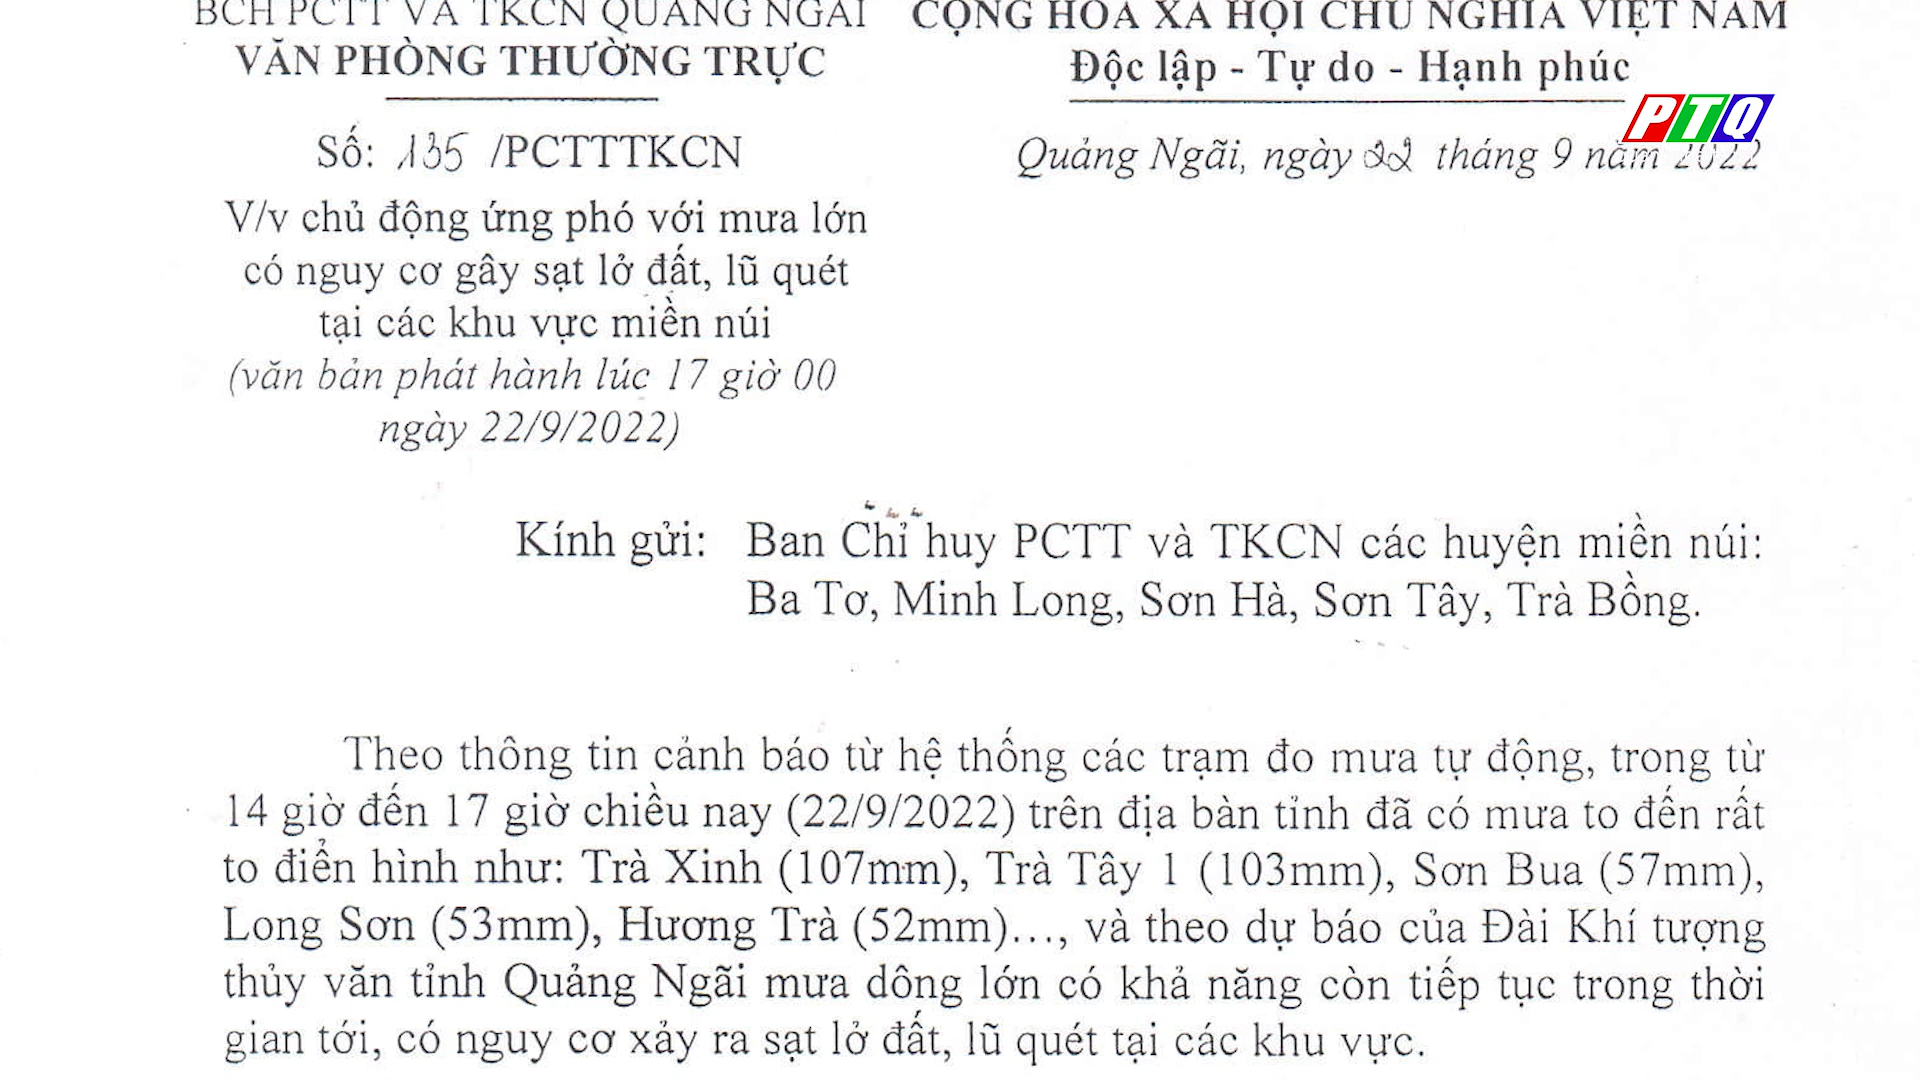 BCH PCTT VÀ TKCN QUẢNG NGÃI
VĂN PHÒNG THƯỜNG TRỰC
CỘNG HÒA XÃ HỘI CHỦ NGHĨA VIỆT NAM
Độc lập - Tự do - Hạnh phúc
PTQ
Số: 135 /PCTTTKCN
Quảng Ngãi, ngày 22 tháng 9 năm 2022
V/v chủ động ứng phó với mưa lớn
có nguy cơ gây sạt lở đất, lũ quét
tại các khu vực miền núi
(văn bản phát hành lúc 17 giờ 00
ngày 22/9/2022)
Kính gửi: Ban Chỉ huy PCTT và TKCN các huyện miền núi:
Ba Tơ, Minh Long, Sơn Hà, Sơn Tây, Trà Bồng.
Theo thông tin cảnh báo từ hệ thống các trạm đo mưa tự động, trong từ
14 giờ đến 17 giờ chiều nay (22/9/2022) trên địa bàn tỉnh đã có mưa to đến rất
to điển hình như: Trà Xinh (107mm), Trà Tây 1 (103mm), Sơn Bua (57mm),
Long Sơn (53mm), Hương Trà (52mm)…, và theo dự báo của Đài Khí tượng
thủy văn tỉnh Quảng Ngãi mưa dông lớn có khả năng còn tiếp tục trong thời
gian tới, có nguy cơ xảy ra sạt lở đất, lũ quét tại các khu vực.